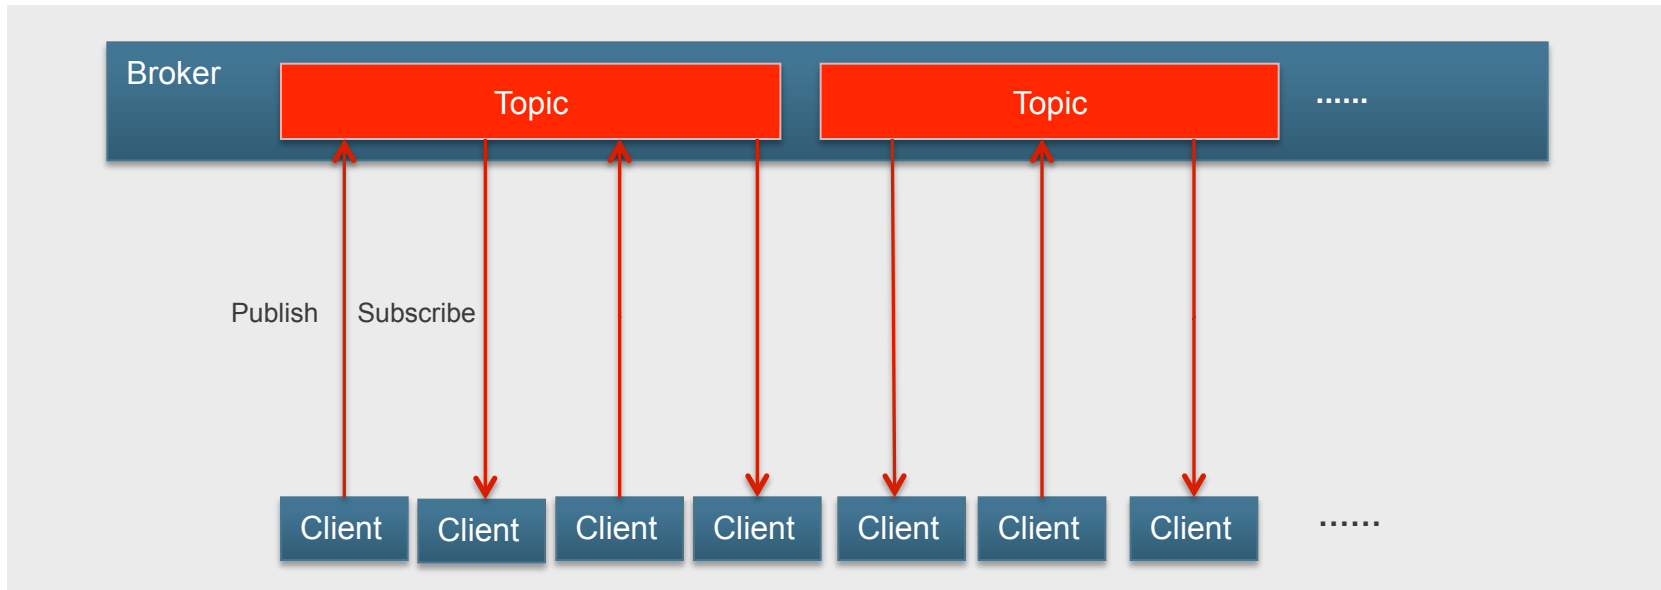 Broker
Topic
Topic
......
Publish
Subscribe
Client
Client
Client
Client
Client
Client
Client
......